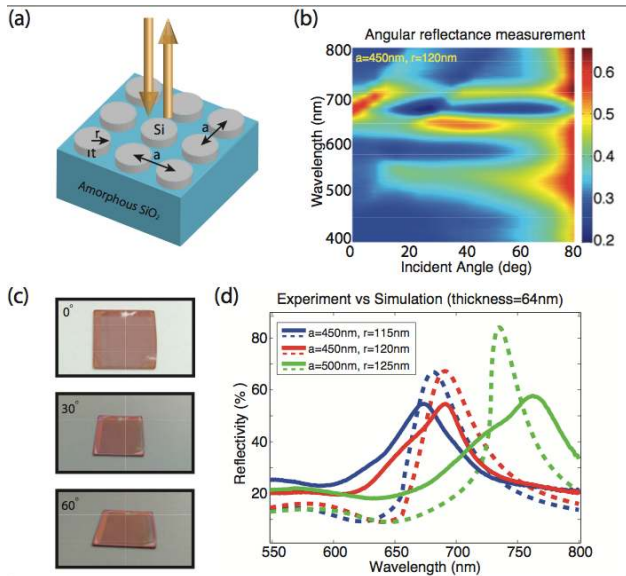 (a)
r
t
Si
a
a
Amorphous SiO₂
(b)
Angular reflectance measurement
a=450nm, r=120nm
Wavelength (nm)
800
700
600
500
400
0
20
40
60
80
Incident Angle (deg)
0.6
0.5
0.4
0.3
0.2
(c)
0°
30°
60°
(d)
Experiment vs Simulation (thickness=64nm)
a=450nm, r=115nm
a=450nm, r=120nm
a=500nm, r=125nm
Reflectivity (%)
80
60
40
20
550
600
650
700
750
800
Wavelength (nm)